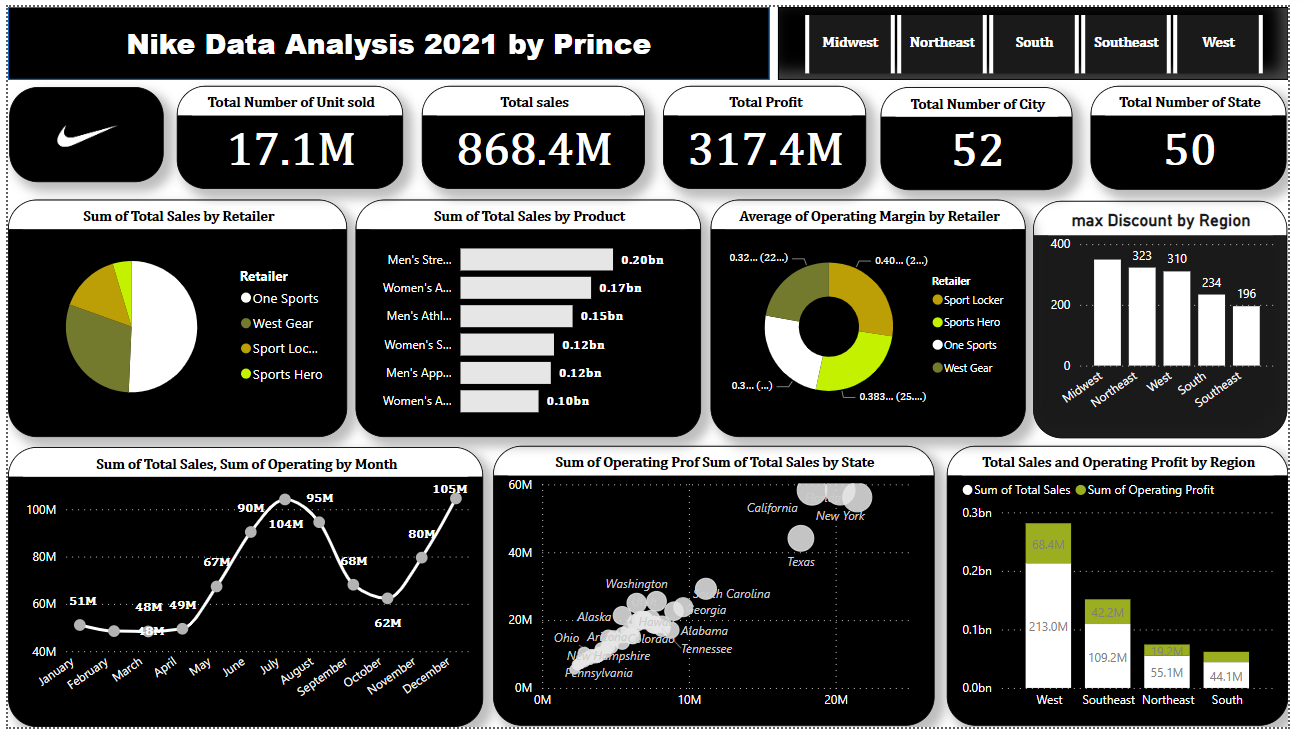 Nike Data Analysis 2021 by Prince
Midwest Northeast South Southeast West
Total Number of Unit sold
17.1M
Total sales
868.4M
Total Profit
317.4M
Total Number of City
52
Total Number of State
50
Sum of Total Sales by Retailer
Retailer
One Sports
West Gear
Sport Loc...
Sports Hero
Sum of Total Sales by Product
Men's Stre... 0.20bn
Women's A... 0.17bn
Men's Athl... 0.15bn
Women's S... 0.12bn
Men's App... 0.12bn
Women's A... 0.10bn
Average of Operating Margin by Retailer
0.32... (22...)
0.40... (2...)
0.3... (...)
0.383... (25....)
Retailer
Sport Locker
Sports Hero
One Sports
West Gear
max Discount by Region
400
200
0
323
310
234
196
Midwest
Northeast
West
South
Southeast
Sum of Total Sales, Sum of Operating by Month
100M
80M
60M
40M
51M
48M
48M
49M
67M
90M
104M
95M
68M
62M
80M
105M
January
February
March
April
May
June
July
August
September
October
November
December
Sum of Operating Prof Sum of Total Sales by State
60M
40M
20M
0M
0M
10M
20M
California
New York
Texas
Washington
South Carolina
Georgia
Alaska
Hawaii
Ohio
Arizona
Colorado
Alabama
Tennessee
New Hampshire
Pennsylvania
Total Sales and Operating Profit by Region
Sum of Total Sales Sum of Operating Profit
0.3bn
0.2bn
0.1bn
0.0bn
68.4M
213.0M
42.2M
109.2M
19.2M
55.1M
44.1M
West
Southeast
Northeast
South